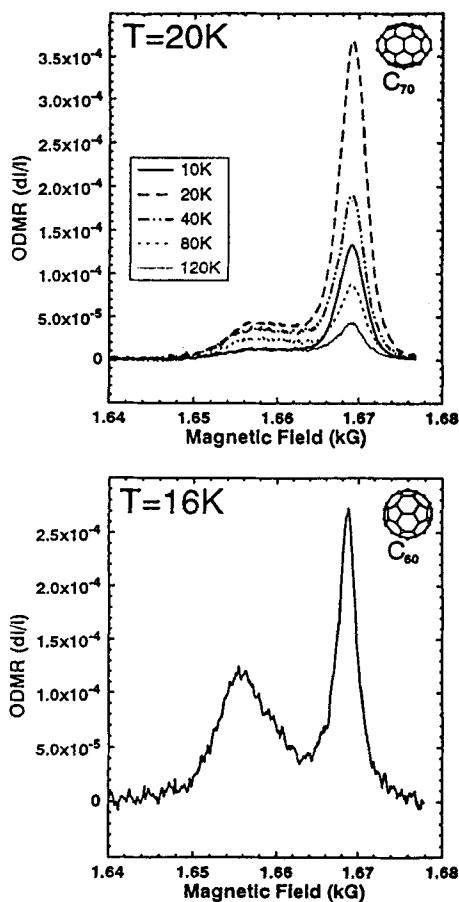 T=20K
C70
ODMR (dI/I)
3.5x10-4
3.0x10-4
2.5x10-4
2.0x10-4
1.5x10-4
1.0x10-4
5.0x10-5
0
10K
20K
40K
80K
120K
1.64 1.65 1.66 1.67 1.68
Magnetic Field (kG)
T=16K
C60
ODMR (dI/I)
2.5x10-4
2.0x10-4
1.5x10-4
1.0x10-4
5.0x10-5
0
1.64 1.65 1.66 1.67 1.68
Magnetic Field (kG)